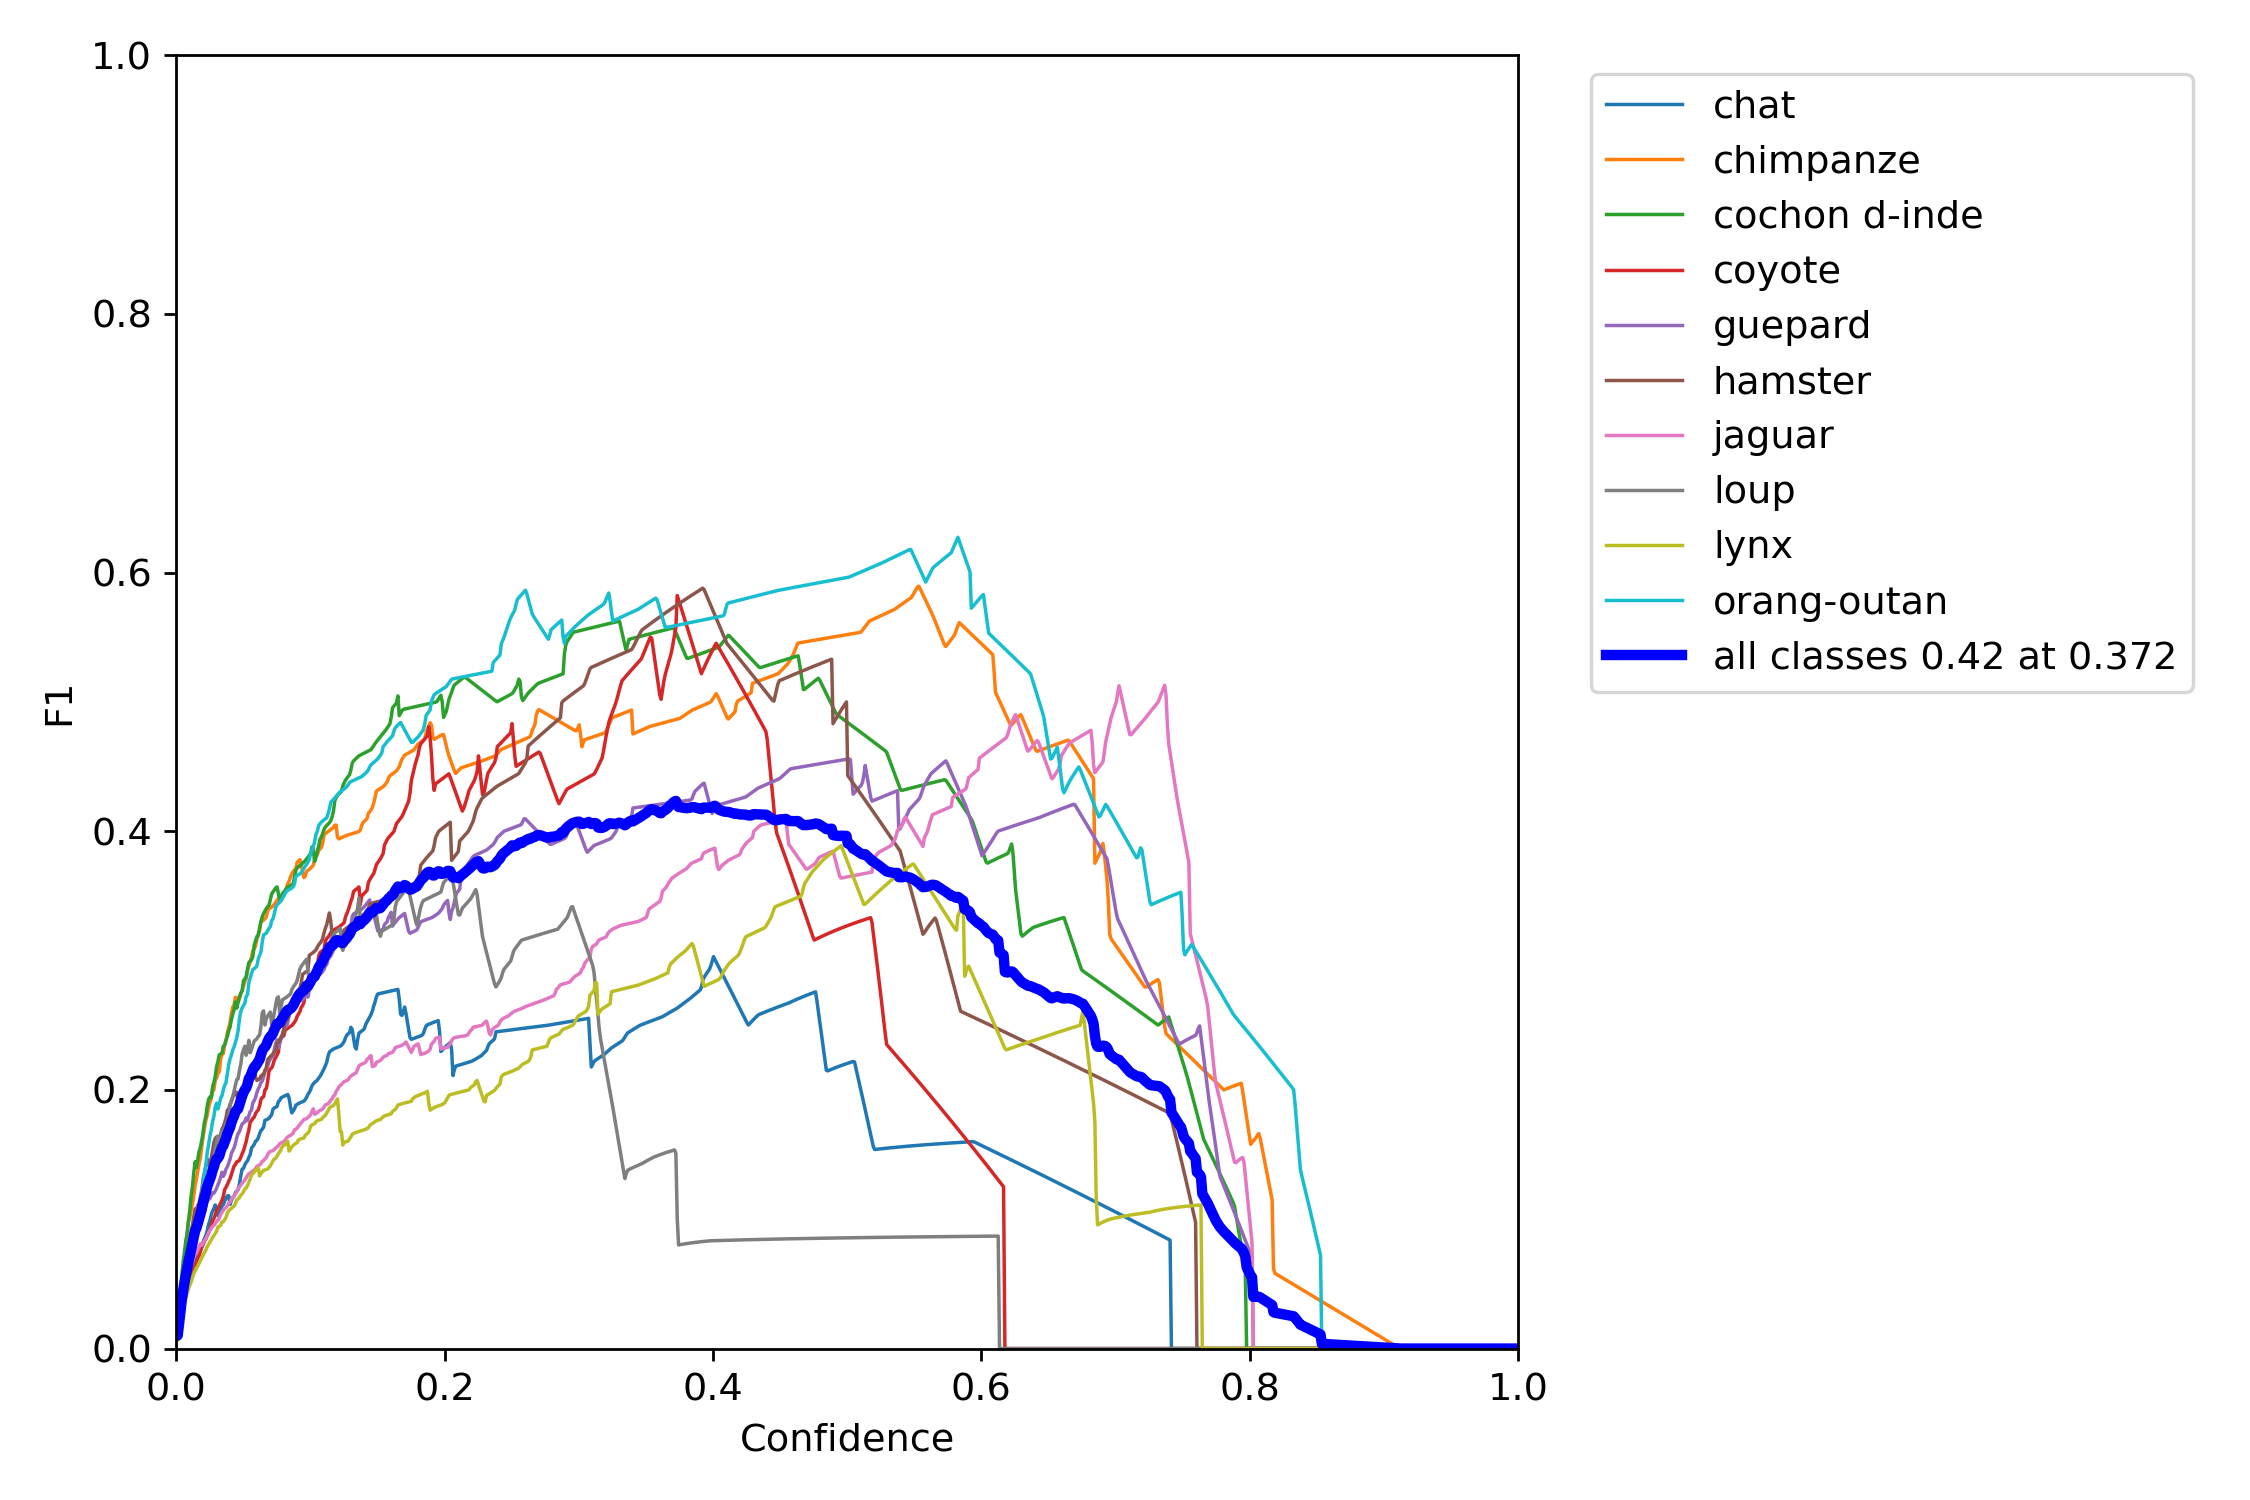 1.0
0.8
0.6
0.4
0.2
0.0
F1
0.0 0.2 0.4 0.6 0.8 1.0
Confidence
chat
chimpanze
cochon d-inde
coyote
guepard
hamster
jaguar
loup
lynx
orang-outan
all classes 0.42 at 0.372